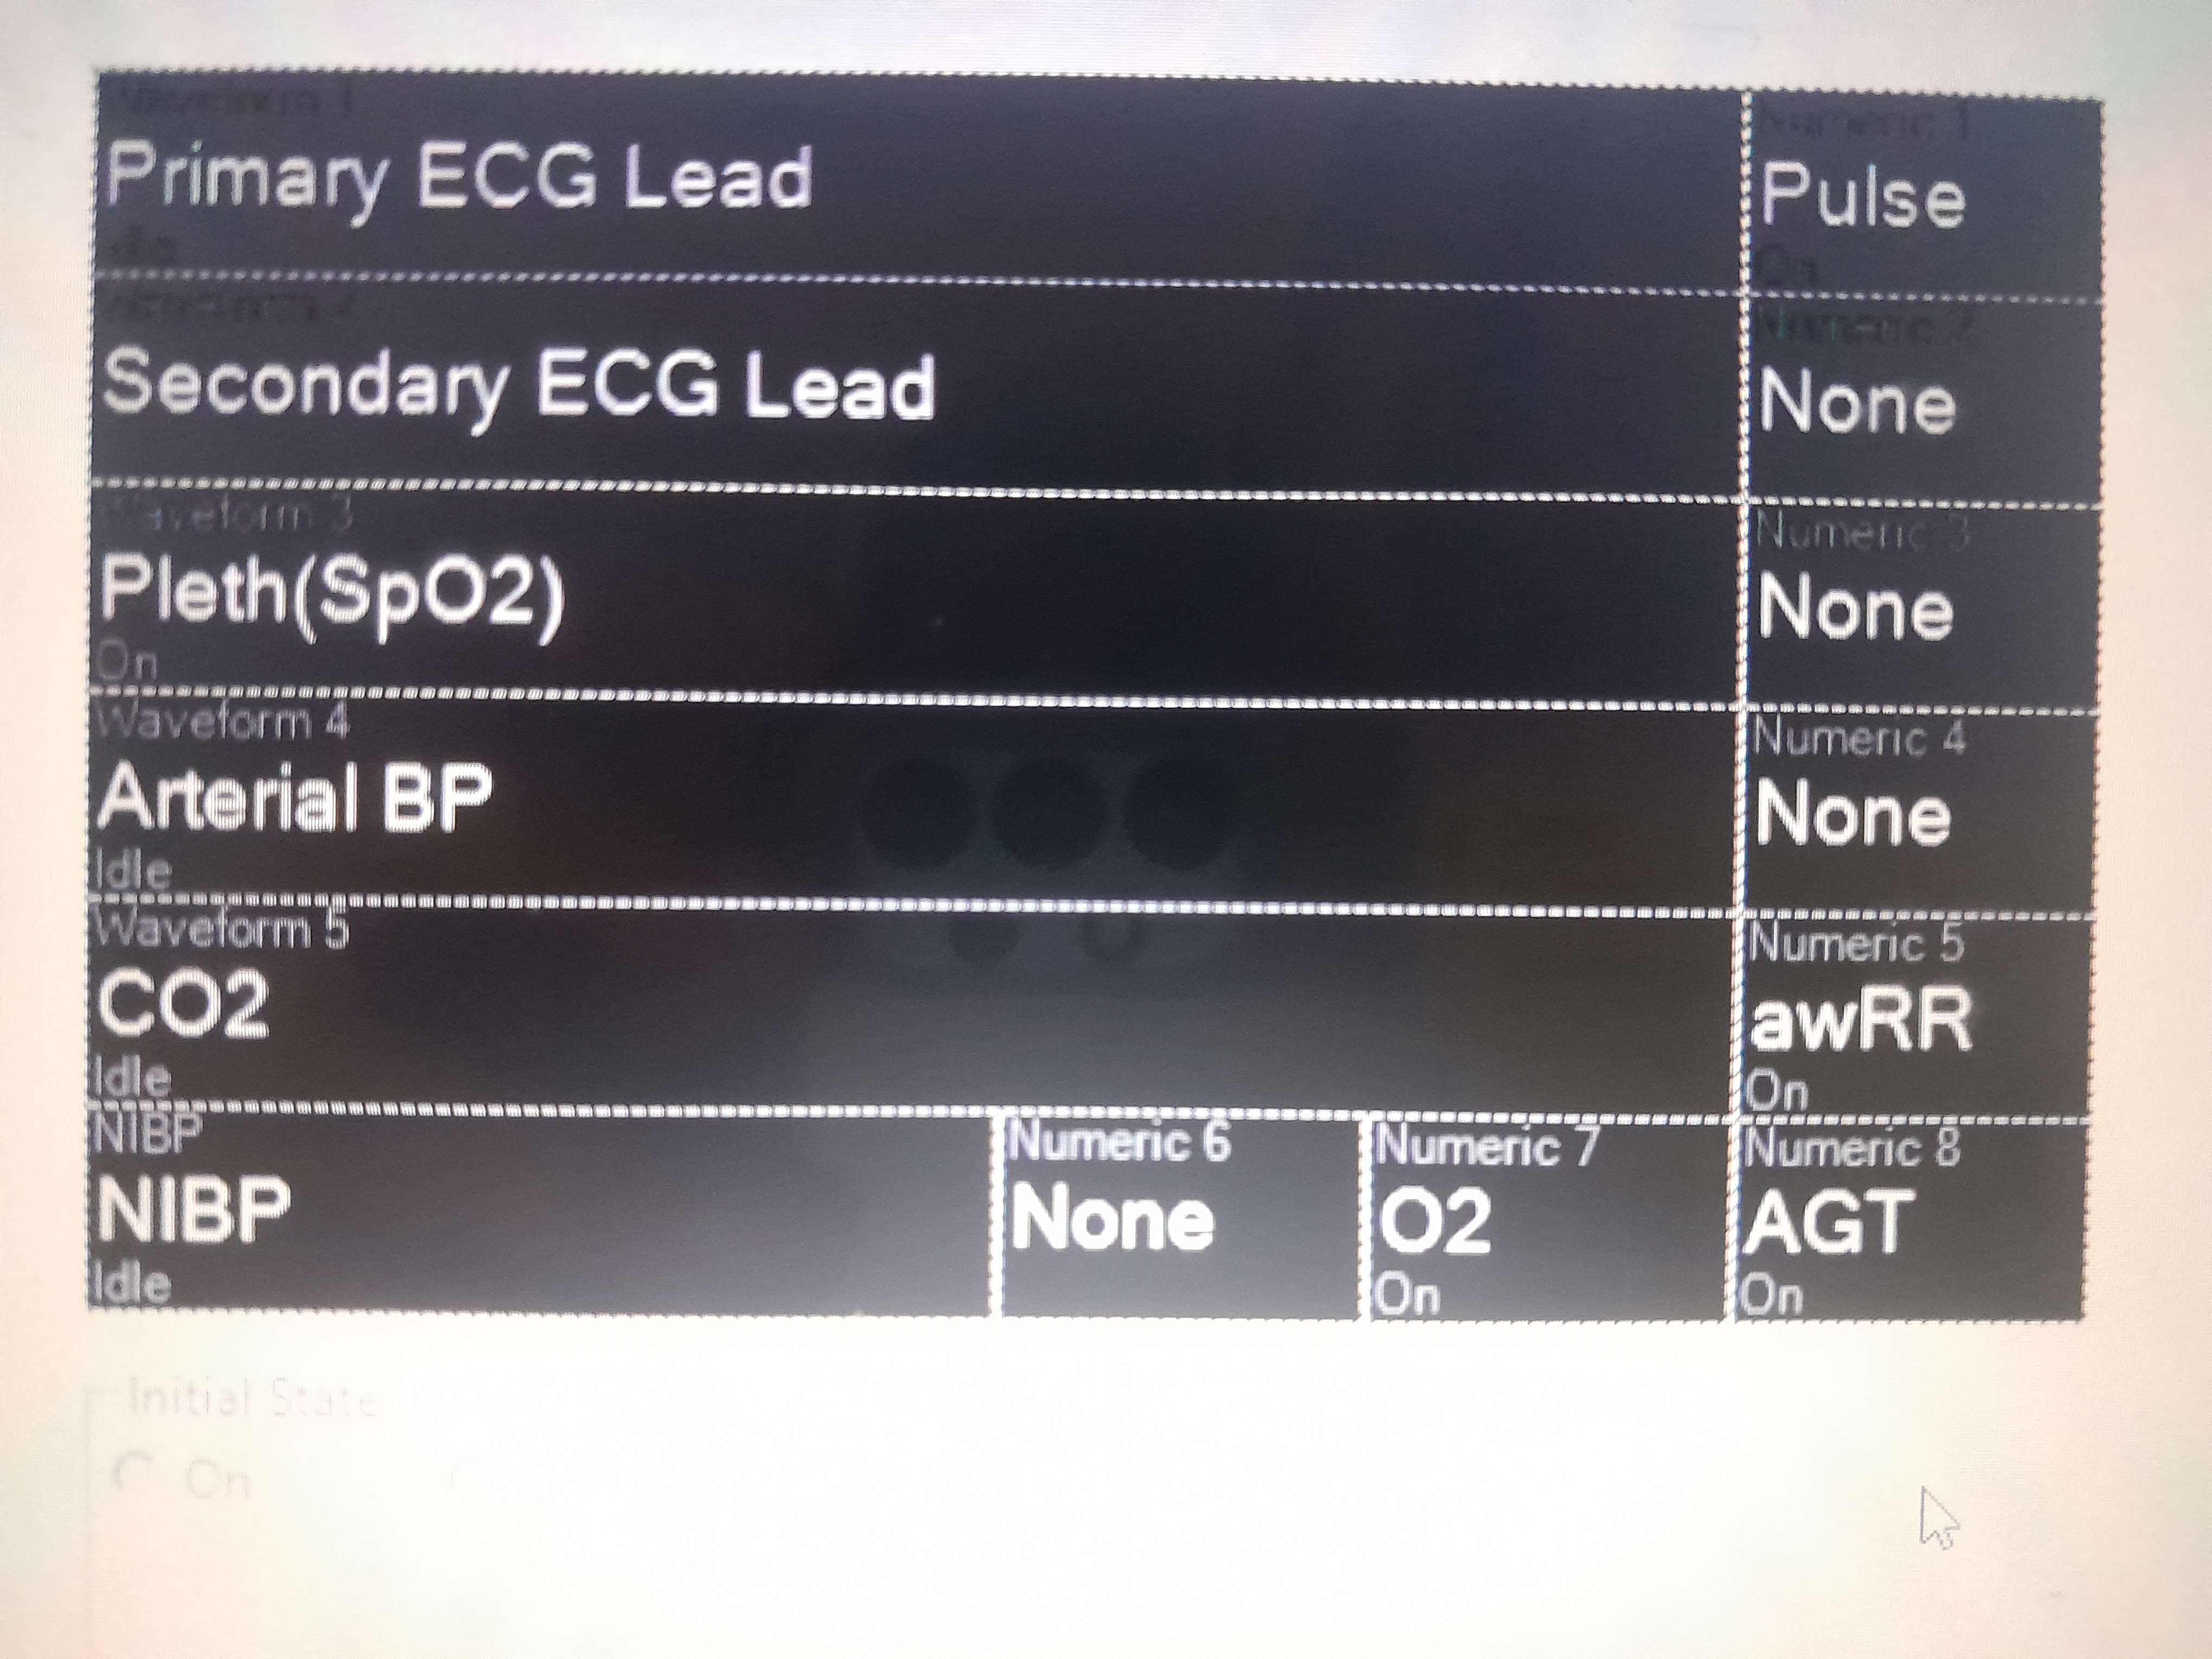 Waveform 1
Numeric 1
Primary ECG Lead
Pulse
Idle
On
Waveform 2
Numeric 2
Secondary ECG Lead
None
Waveform 3
Numeric 3
Pleth(SpO2)
None
On
Waveform 4
Numeric 4
Arterial BP
None
Idle
Waveform 5
Numeric 5
CO2
awRR
Idle
On
NIBP
Numeric 6
Numeric 7
Numeric 8
NIBP
None
O2
AGT
Idle
On
On
Initial State
On